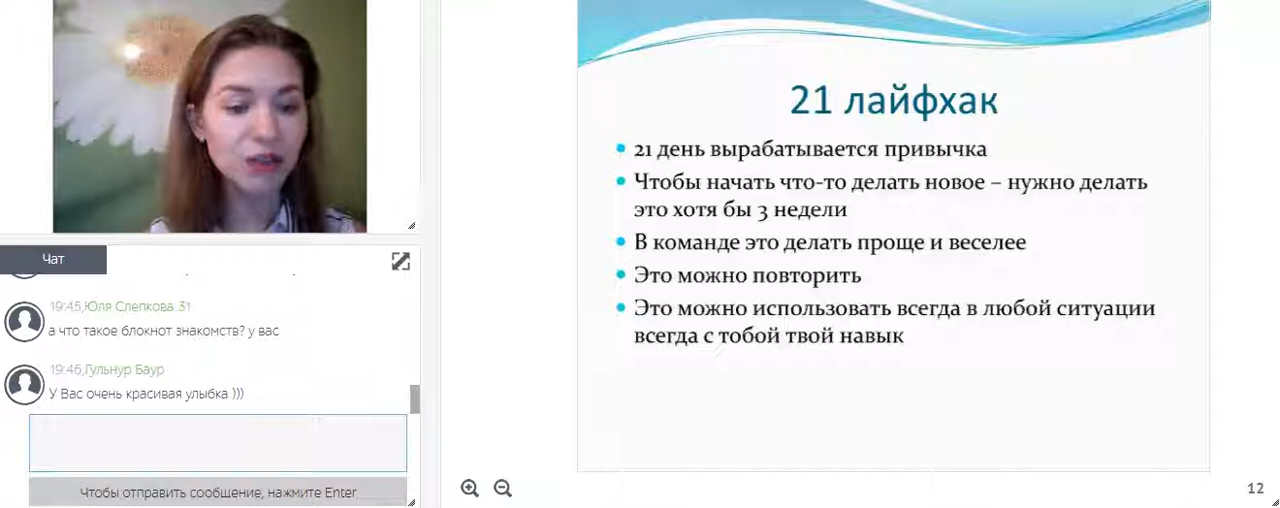 Чат
19:45,Юля Слепкова 31
а что такое блокнот знакомств? у вас
19:46,Гульнур Баур
У Вас очень красивая улыбка )))
Чтобы отправить сообщение, нажмите Enter
21 лайфхак
21 день вырабатывается привычка
Чтобы начать что-то делать новое – нужно делать
это хотя бы 3 недели
В команде это делать проще и веселее
Это можно повторить
Это можно использовать всегда в любой ситуации
всегда с тобой твой навык
12